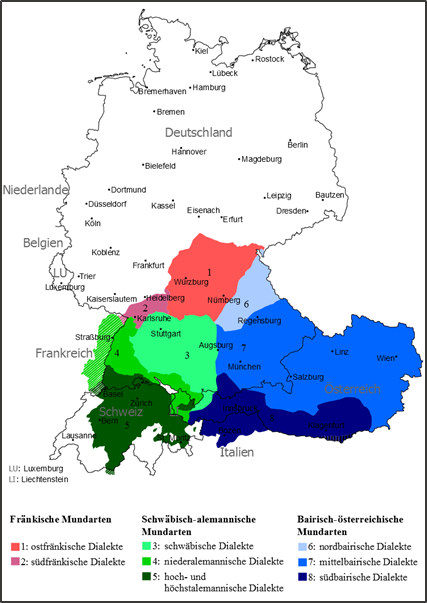 Kiel
Rostock
Lübeck
Hamburg
Bremerhaven
Bremen
Deutschland
Berlin
Hannover
Magdeburg
Bielefeld
Niederlande
Dortmund
Leipzig
Bautzen
Düsseldorf
Kassel
Dresden
Eisenach
Erfurt
Köln
Belgien
Koblenz
Frankfurt
1
LU
Trier
Luxemburg
Würzburg
Kaiserslautern
Heidelberg
Nürnberg
6
2
Karlsruhe
Regensburg
Stuttgart
Straßburg
Frankreich
4
3
Augsburg
7
Linz
Wien
München
Salzburg
Österreich
Basel
Zürich
Schweiz
Bern
5
Lausanne
Italien
LU: Luxemburg
LI: Liechtenstein
Fränkische Mundarten
1: ostfränkische Dialekte
2: südfränkische Dialekte
Schwäbisch-alemannische
Mundarten
3: schwäbische Dialekte
4: niederalemannische Dialekte
5: hoch- und
höchstalemannische Dialekte
Bairisch-österreichische
Mundarten
6: nordbairische Dialekte
7: mittelbairische Dialekte
8: südbairische Dialekte